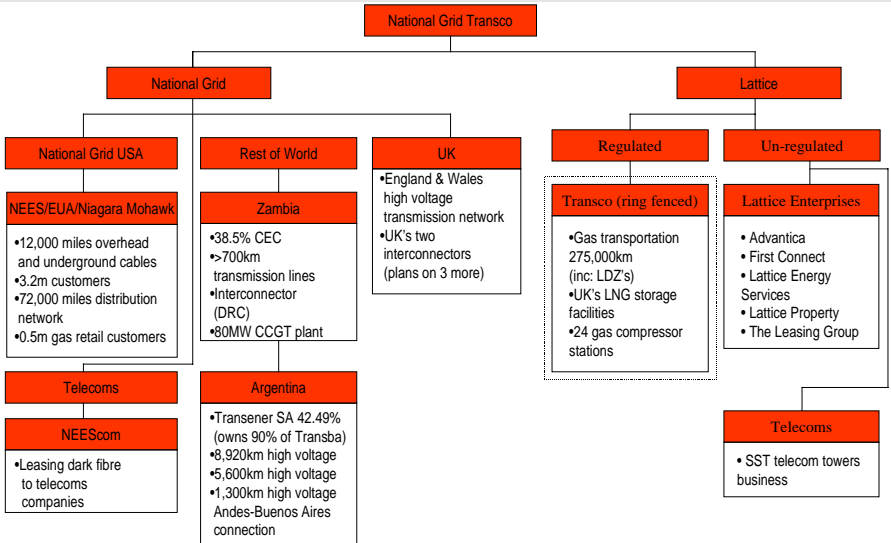 National Grid Transco
National Grid
Lattice
National Grid USA
Rest of World
UK
Regulated
Un-regulated
NEES/EUA/Niagara Mohawk
•12,000 miles overhead
and underground cables
•3.2m customers
•72,000 miles distribution
network
•0.5m gas retail customers
Zambia
•38.5% CEC
•>700km
transmission lines
•Interconnector
(DRC)
•80MW CCGT plant
•England & Wales
high voltage
transmission network
•UK's two
interconnectors
(plans on 3 more)
Transco (ring fenced)
•Gas transportation
275,000km
(inc: LDZ's)
•UK's LNG storage
facilities
•24 gas compressor
stations
Lattice Enterprises
• Advantica
• First Connect
• Lattice Energy
Services
• Lattice Property
• The Leasing Group
Telecoms
NEEScom
•Leasing dark fibre
to telecoms
companies
Argentina
•Transener SA 42.49%
(owns 90% of Transba)
•8,920km high voltage
•5,600km high voltage
•1,300km high voltage
Andes-Buenos Aires
connection
Telecoms
• SST telecom towers
business